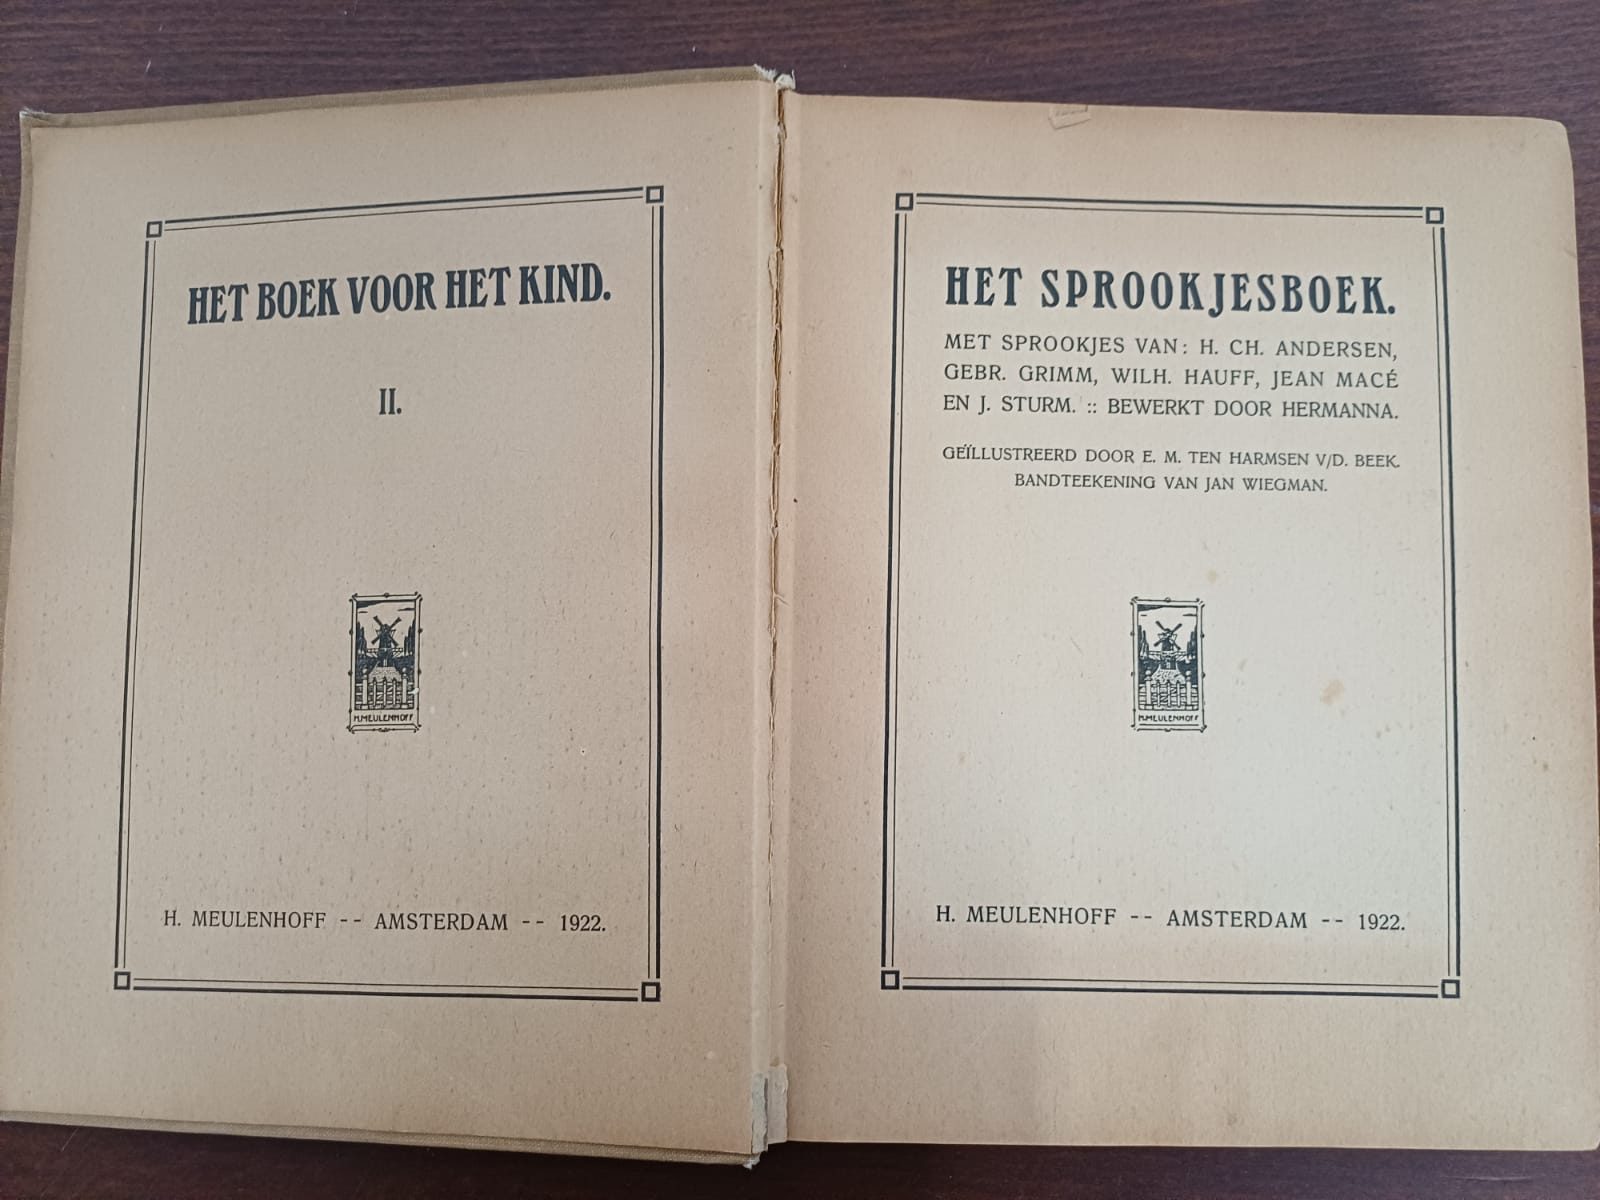 HET BOEK VOOR HET KIND.
II.
H. MEULENHOFF
H. MEULENHOFF -- AMSTERDAM -- 1922.
HET SPROOKJESBOEK.
MET SPROOKJES VAN: H. CH. ANDERSEN,
GEBR. GRIMM, WILH. HAUFF, JEAN MACÉ
EN J. STURM. :: BEWERKT DOOR HERMANNA.
GEÏLLUSTREERD DOOR E. M. TEN HARMSEN V/D. BEEK.
BANDTEEKENING VAN JAN WIEGMAN.
H. MEULENHOFF
H. MEULENHOFF -- AMSTERDAM -- 1922.